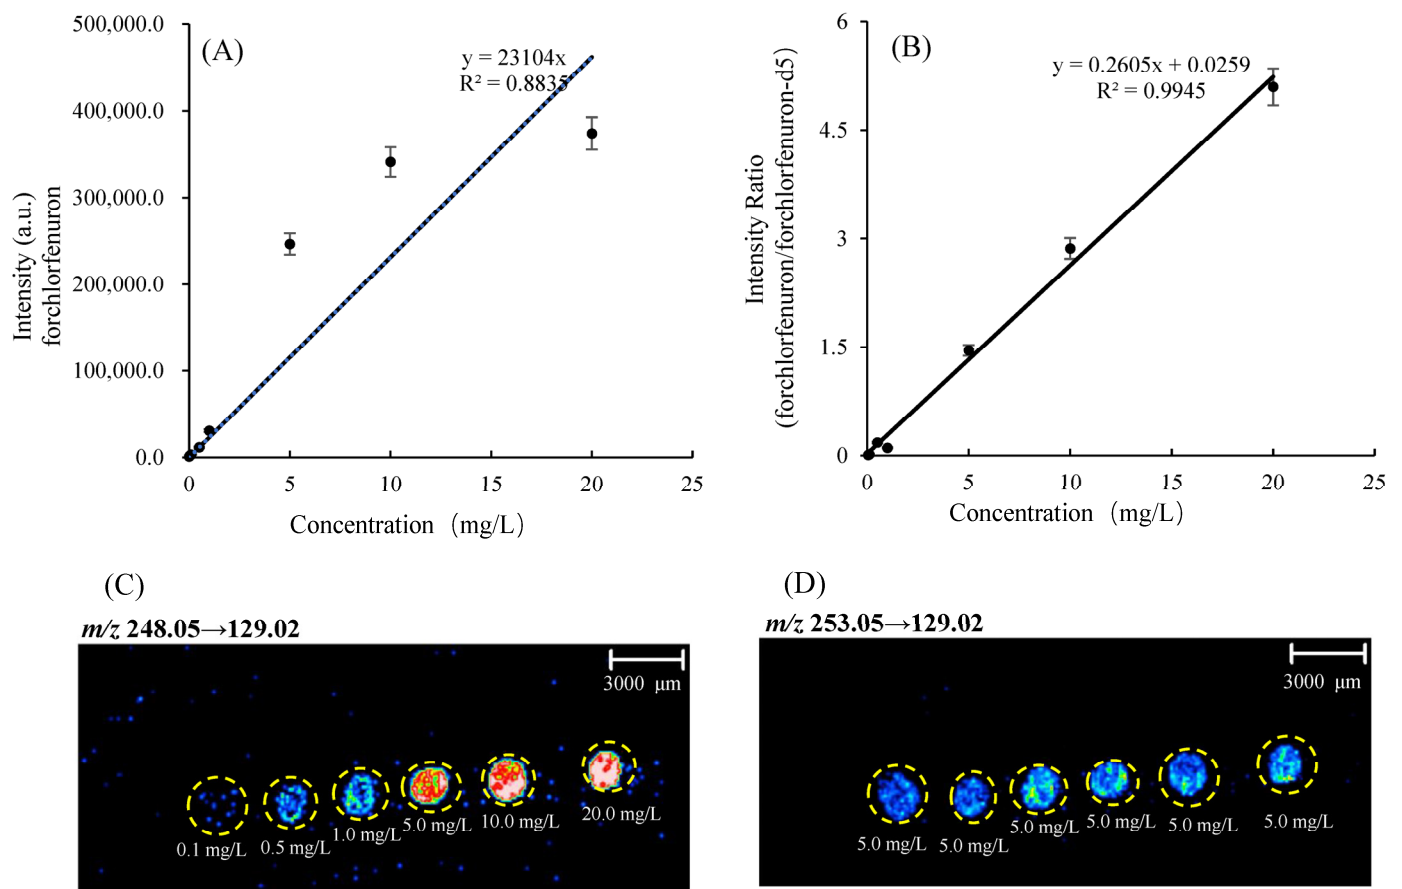 (A)
y = 23104x
R² = 0.8835
500,000.0
400,000.0
300,000.0
200,000.0
100,000.0
0.0
Intensity (a.u.)
forchlorfenuron
0 5 10 15 20 25
Concentration（mg/L）
(B)
y = 0.2605x + 0.0259
R² = 0.9945
6
4.5
3
1.5
0
Intensity Ratio
(forchlorfenuron/forchlorfenuron-d5）
0 5 10 15 20 25
Concentration（mg/L）
(C)
m/z 248.05→129.02
3000 μm
0.1 mg/L
0.5 mg/L
1.0 mg/L
5.0 mg/L
10.0 mg/L
20.0 mg/L
(D)
m/z 253.05→129.02
3000 μm
5.0 mg/L
5.0 mg/L
5.0 mg/L
5.0 mg/L
5.0 mg/L
5.0 mg/L